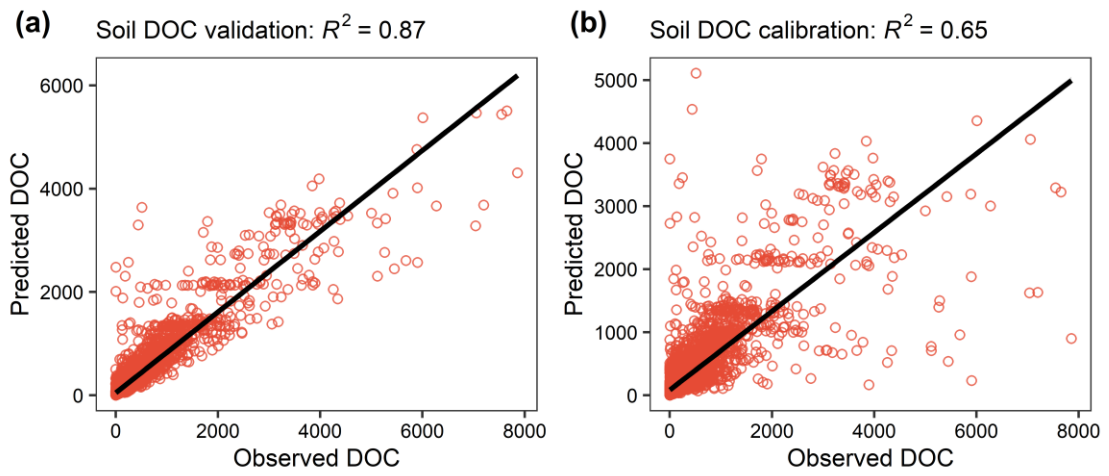 (a) Soil DOC validation: R² = 0.87
6000
4000
2000
0
Predicted DOC
0 2000 4000 6000 8000
Observed DOC
(b) Soil DOC calibration: R² = 0.65
5000
4000
3000
2000
1000
0
Predicted DOC
0 2000 4000 6000 8000
Observed DOC